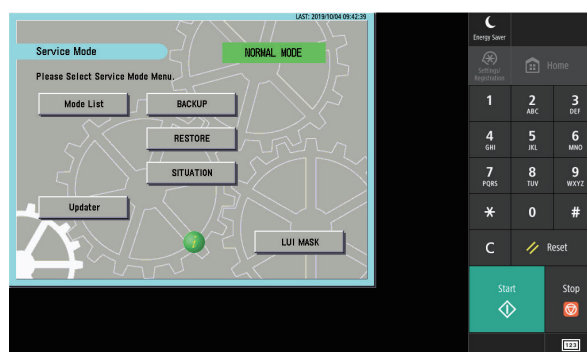 LAST: 2019/10/04 09:42:39
Service Mode
NORMAL MODE
Please Select Service Mode Menu.
Mode List
BACKUP
RESTORE
SITUATION
Updater
i
LUI MASK
Energy Saver
Settings/
Registration
Home
1
2
ABC
3
DEF
4
GHI
5
JKL
6
MNO
7
PQRS
8
TUV
9
WXYZ
*
0
#
C
Reset
Start
Stop
123